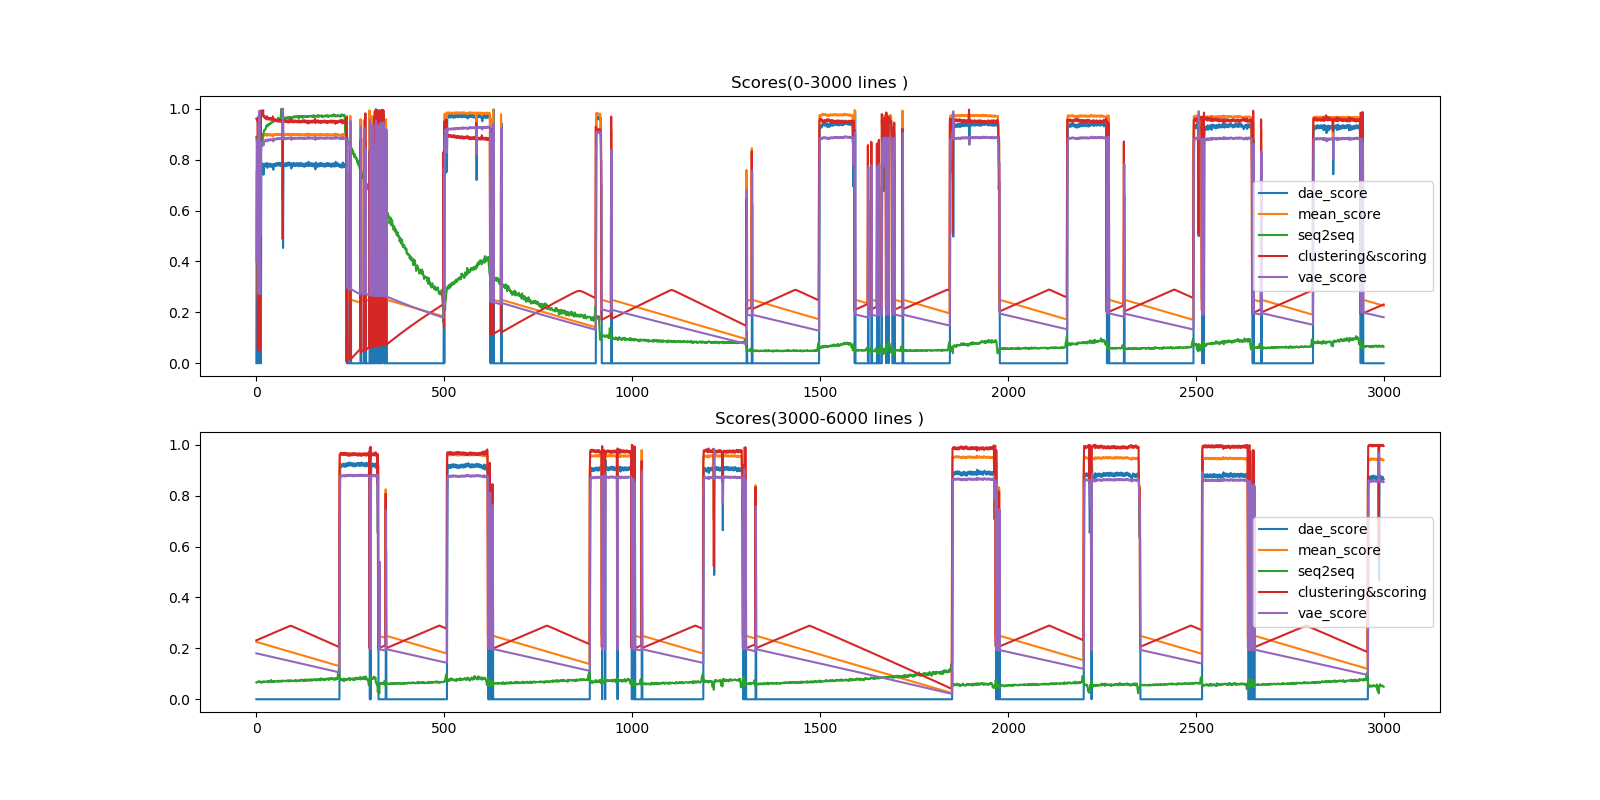 Scores(0-3000 lines )
1.0
0.8
0.6
0.4
0.2
0.0
dae_score
mean_score
seq2seq
clustering&scoring
vae_score
0 500 1000 1500 2000 2500 3000
Scores(3000-6000 lines )
1.0
0.8
0.6
0.4
0.2
0.0
dae_score
mean_score
seq2seq
clustering&scoring
vae_score
0 500 1000 1500 2000 2500 3000